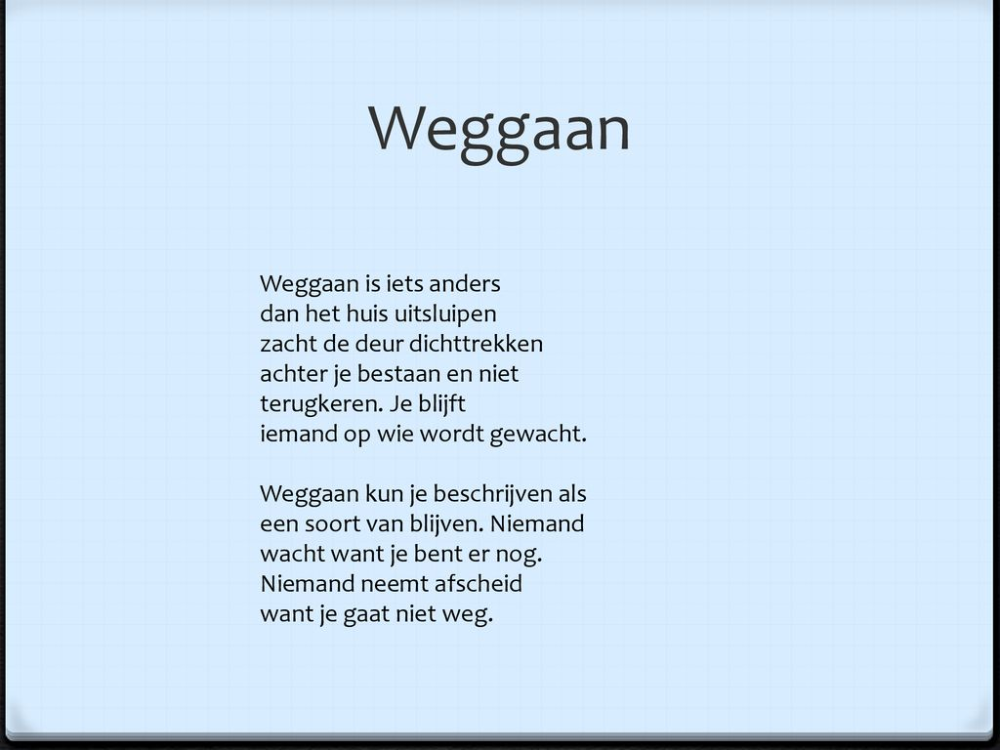 Weggaan
Weggaan is iets anders
dan het huis uitsluipen
zacht de deur dichttrekken
achter je bestaan en niet
terugkeren. Je blijft
iemand op wie wordt gewacht.
Weggaan kun je beschrijven als
een soort van blijven. Niemand
wacht want je bent er nog.
Niemand neemt afscheid
want je gaat niet weg.